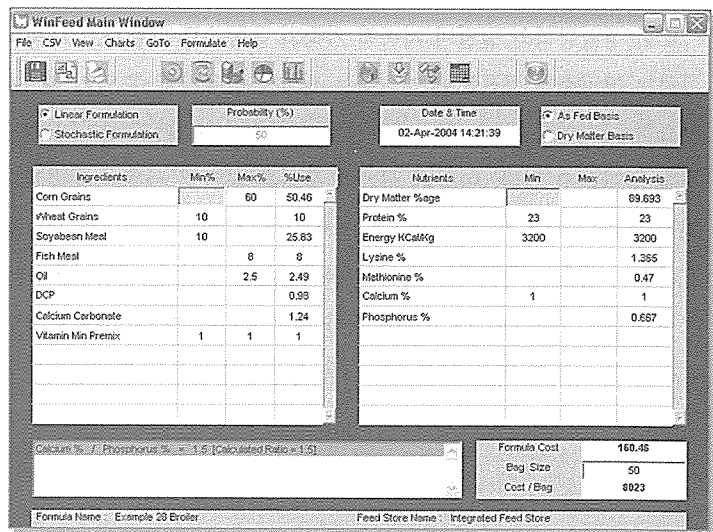 WinFeed Main Window
File CSV View Charts GoTo Formulate Help
Linear Formulation
Stochastic Formulation
Probability (%)
50
Date & Time
02-Apr-2004 14:21:39
As Fed Basis
Dry Matter Basis
Ingredients Min% Max% %Use
Corn Grains 60 50.46
Wheat Grains 10 10
Soyabean Meal 10 25.83
Fish Meal 8 8
Oil 2.5 2.49
DCP 0.98
Calcium Carbonate 1.24
Vitamin Min Premix 1 1 1
Nutrients Min Max Analysis
Dry Matter %age 89.693
Protein % 23 23
Energy KCal/Kg 3200 3200
Lysine % 1.365
Methionine % 0.47
Calcium % 1 1
Phosphorus % 0.667
Calcium % / Phosphorus % = 1.5 [Calculated Ratio = 1.5]
Formula Cost 160.46
Bag Size 50
Cost / Bag 8023
Formula Name : Example 28 Broiler Feed Store Name : Integrated Feed Store